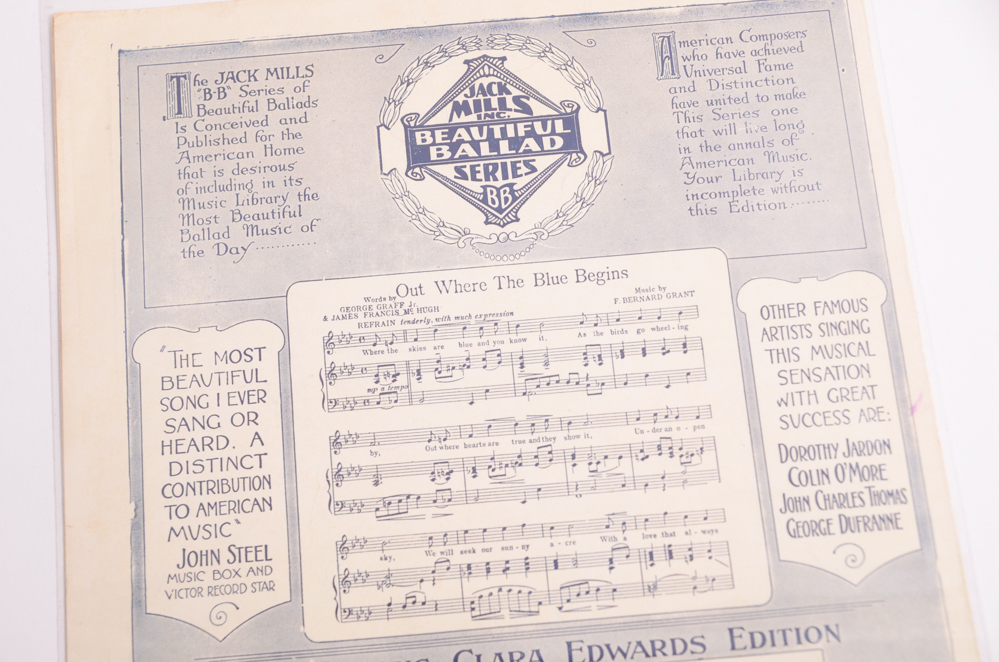 The JACK MILLS
"B-B" Series of
Beautiful Ballads
Is Conceived and
Published for the
American Home
that is desirous
of including in its
Music Library the
Most Beautiful
Ballad Music of
the Day............
JACK
MILLS
INC.
BEAUTIFUL
BALLAD
SERIES
BB
American Composers
who have achieved
Universal Fame
and Distinction
have united to make
This Series one
that will live long
in the annals of
American Music.
Your Library is
incomplete without
this Edition........
"THE MOST
BEAUTIFUL
SONG I EVER
SANG OR
HEARD. A
DISTINCT
CONTRIBUTION
TO AMERICAN
MUSIC"
JOHN STEEL
MUSIC BOX AND
VICTOR RECORD STAR
Out Where The Blue Begins
Words by
GEORGE GRAFF Jr.
& JAMES FRANCIS Mc HUGH
Music by
F. BERNARD GRANT
REFRAIN tenderly, with much expression
Where the skies are blue and you know it, As the birds go wheel-ing
mp a tempo
by, Out where hearts are true and they show it, Un-der an o-pen
sky, We will seek our sun-ny a-cre With a love that al-ways
OTHER FAMOUS
ARTISTS SINGING
THIS MUSICAL
SENSATION
WITH GREAT
SUCCESS ARE:
DOROTHY JARDON
COLIN O'MORE
JOHN CHARLES THOMAS
GEORGE DUFRANNE
CLARA EDWARDS EDITION